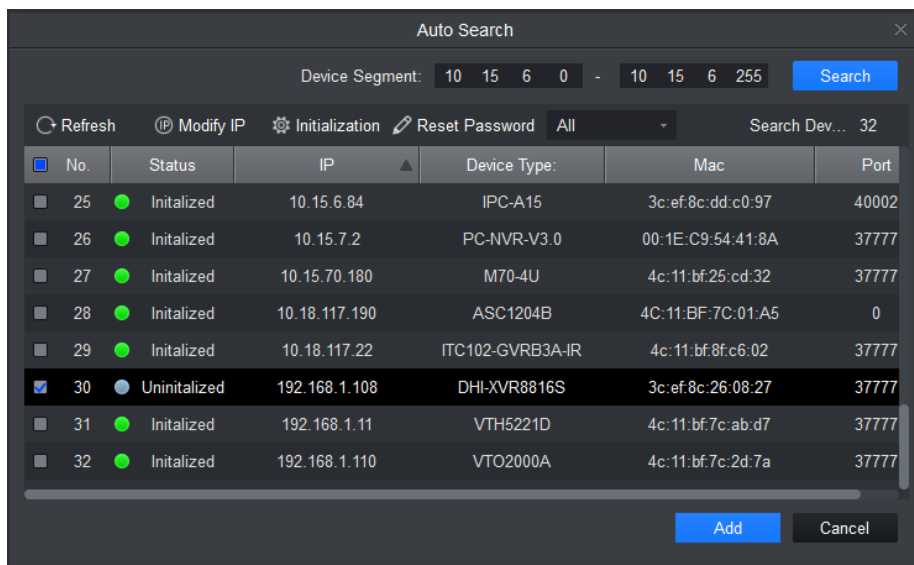 Auto Search
Device Segment: 10 15 6 0 - 10 15 6 255 Search
Refresh IP Modify IP Initialization Reset Password All Search Dev... 32
No. Status IP Device Type: Mac Port
25 Initalized 10.15.6.84 IPC-A15 3c:ef:8c:dd:c0:97 40002
26 Initalized 10.15.7.2 PC-NVR-V3.0 00:1E:C9:54:41:8A 37777
27 Initalized 10.15.70.180 M70-4U 4c:11:bf:25:cd:32 37777
28 Initalized 10.18.117.190 ASC1204B 4C:11:BF:7C:01:A5 0
29 Initalized 10.18.117.22 ITC102-GVRB3A-IR 4c:11:bf:8f:c6:02 37777
30 Uninitalized 192.168.1.108 DHI-XVR8816S 3c:ef:8c:26:08:27 37777
31 Initalized 192.168.1.11 VTH5221D 4c:11:bf:7c:ab:d7 37777
32 Initalized 192.168.1.110 VTO2000A 4c:11:bf:7c:2d:7a 37777
Add Cancel